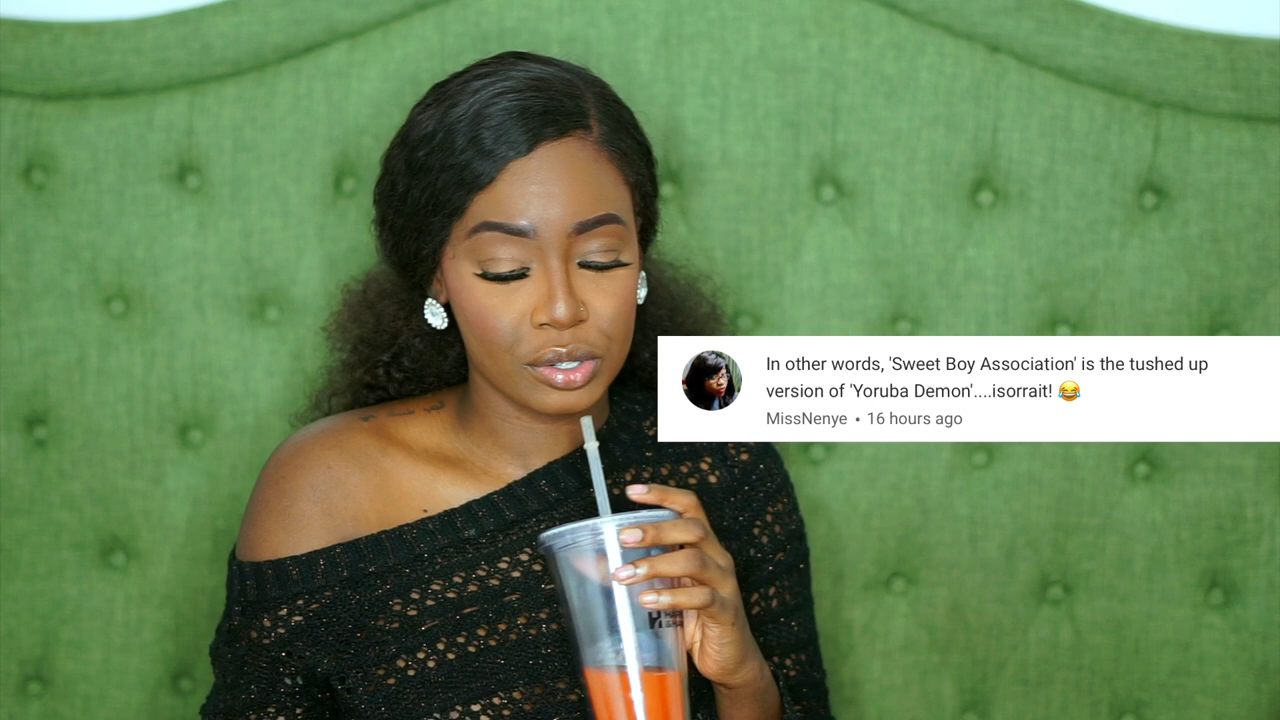 In other words, 'Sweet Boy Association' is the tushed up
version of 'Yoruba Demon'....isorrait! 😂
MissNenye • 16 hours ago